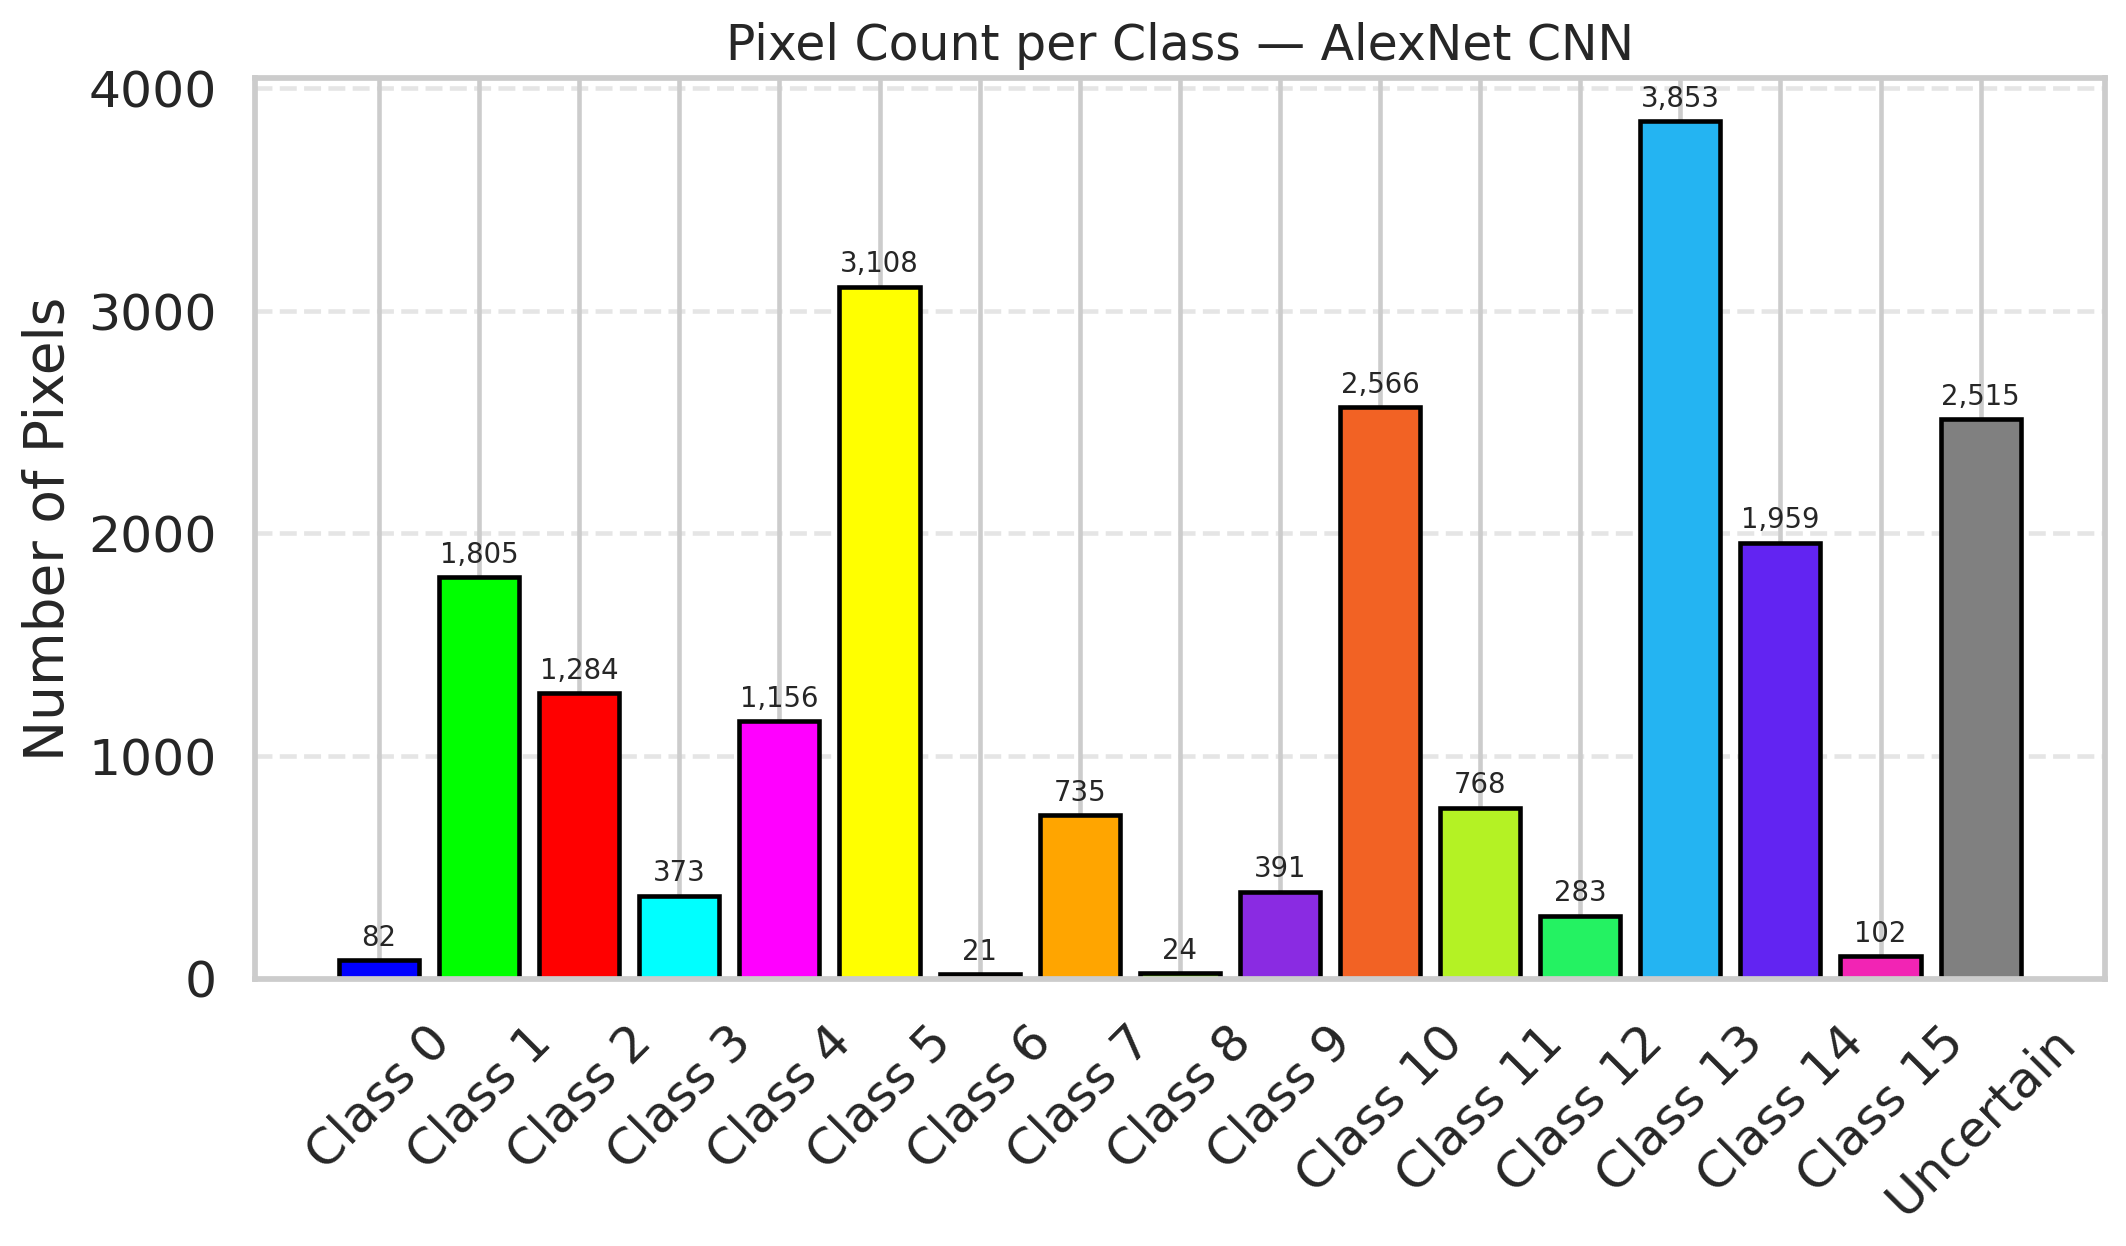 Pixel Count per Class — AlexNet CNN
Number of Pixels
4000
3000
2000
1000
0
82
1,805
1,284
373
1,156
3,108
21
735
24
391
2,566
768
283
3,853
1,959
102
2,515
Class 0
Class 1
Class 2
Class 3
Class 4
Class 5
Class 6
Class 7
Class 8
Class 9
Class 10
Class 11
Class 12
Class 13
Class 14
Class 15
Uncertain